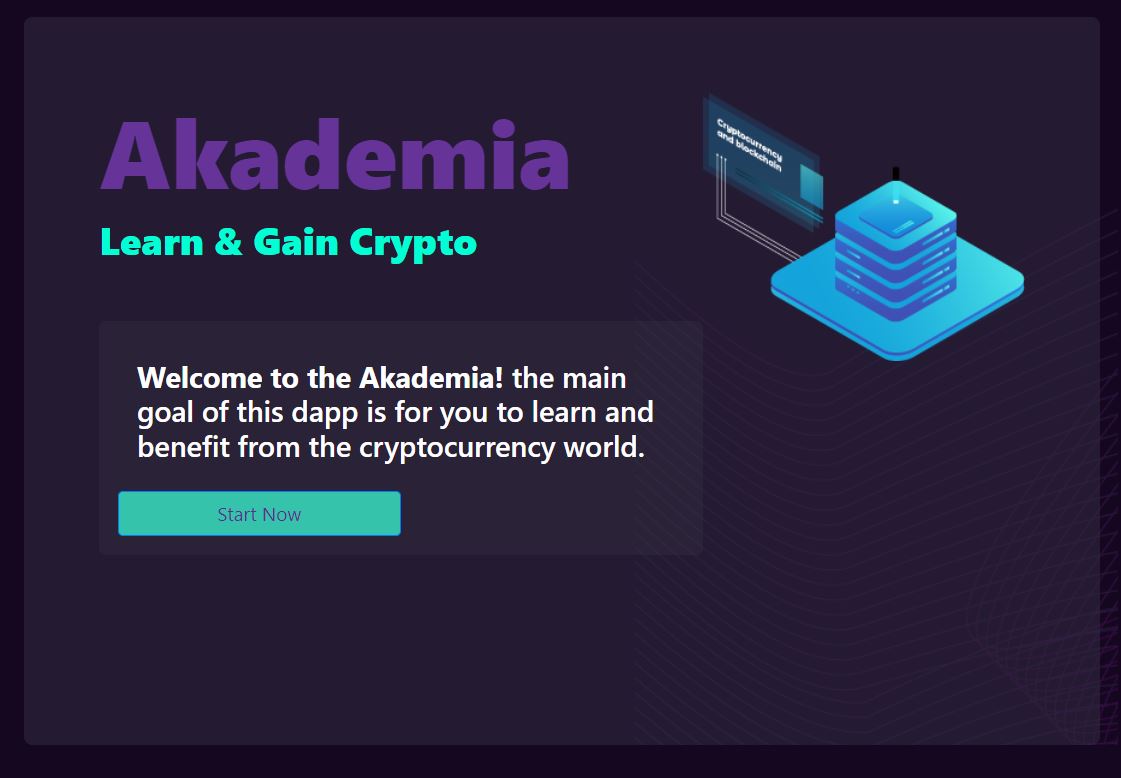 Akademia
Learn & Gain Crypto
Cryptocurrency
and blockchain
Welcome to the Akademia! the main
goal of this dapp is for you to learn and
benefit from the cryptocurrency world.
Start Now